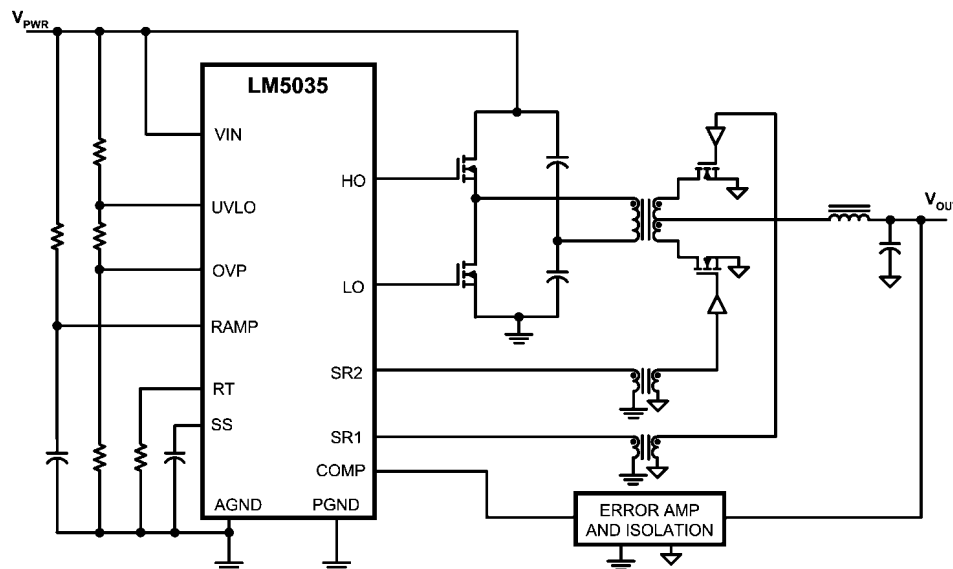 VPWR
LM5035
VIN
UVLO
OVP
RAMP
RT
SS
AGND
PGND
HO
LO
SR2
SR1
COMP
VOU
ERROR AMP
AND ISOLATION